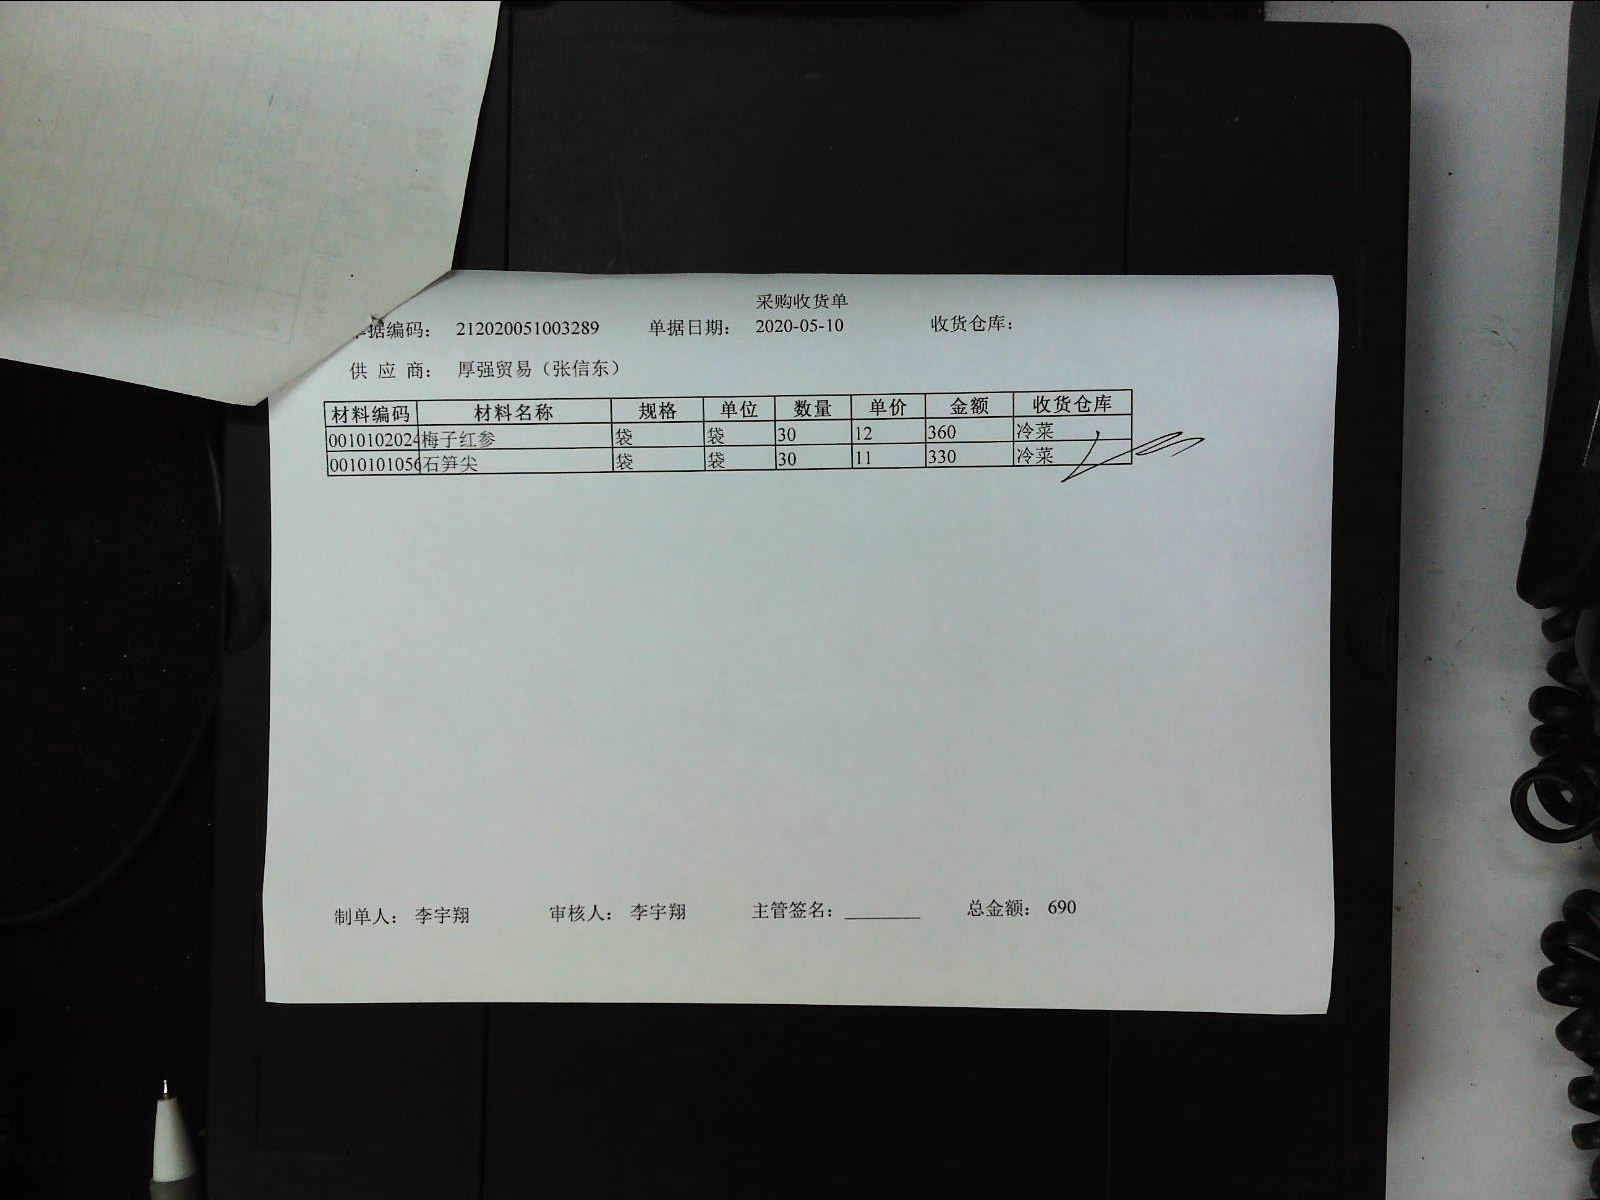 采购收货单
单据编码： 212020051003289 单据日期： 2020-05-10 收货仓库：
供 应 商： 厚强贸易（张信东）
材料编码 材料名称 规格 单位 数量 单价 金额 收货仓库
0010102024 梅子红参 袋 袋 30 12 360 冷菜
0010101056 石笋尖 袋 袋 30 11 330 冷菜
制单人： 李宇翔 审核人： 李宇翔 主管签名： ________ 总金额： 690